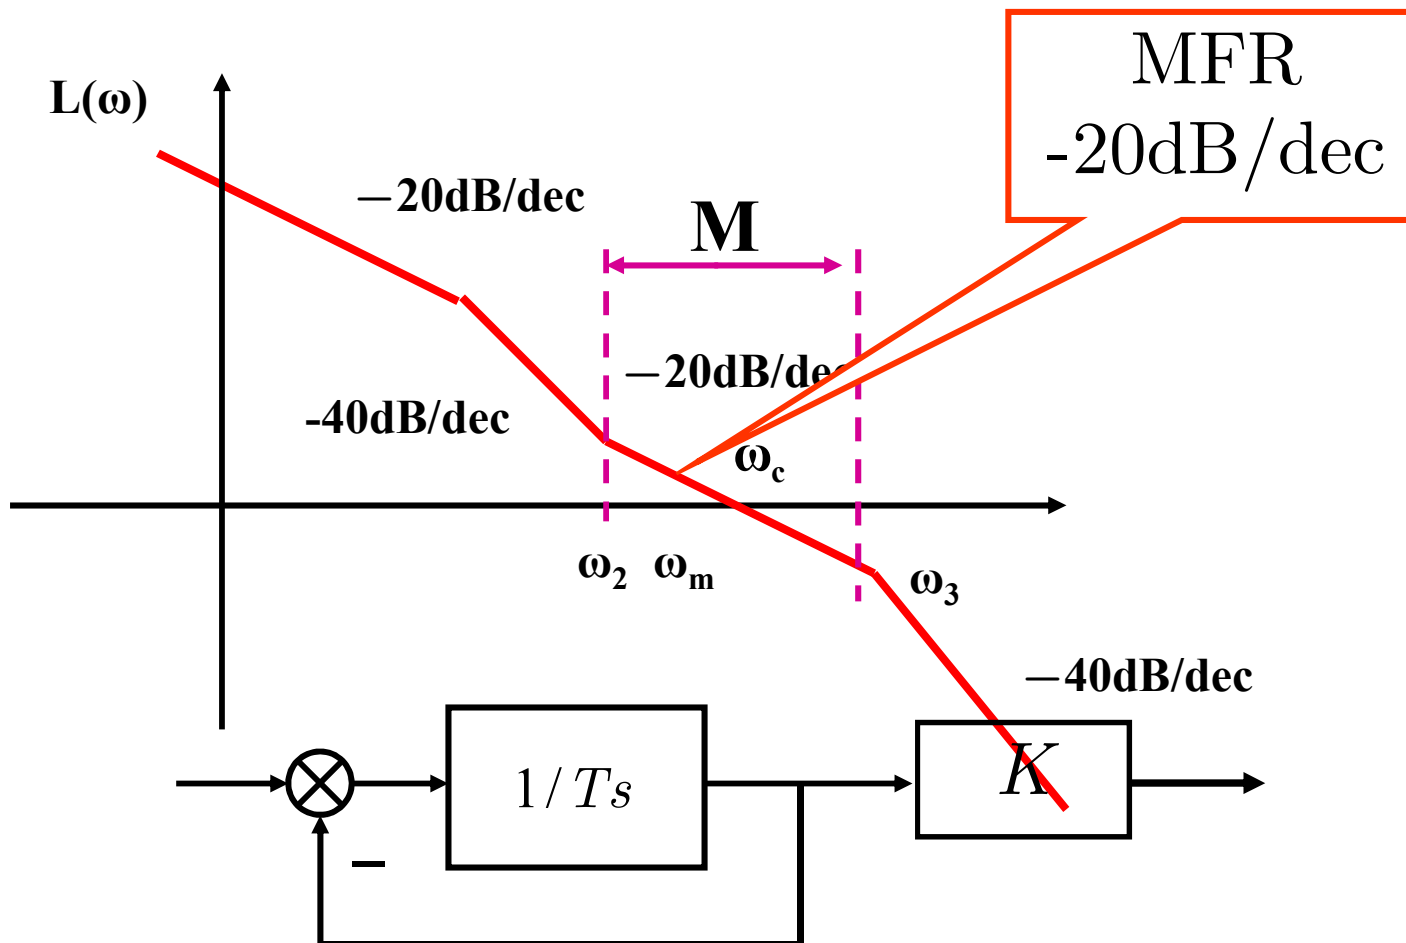 MFR
-20dB/dec
L(ω)
—20dB/dec
M
—20dB/dec
-40dB/dec
ωc
ω2 ωm
ω3
—40dB/dec
1/Ts
K
—